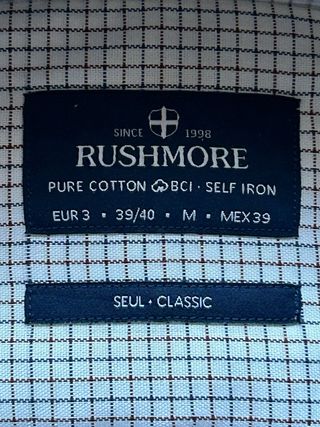 SINCE 1998
RUSHMORE
PURE COTTON BCI · SELF IRON
EUR 3 ▪ 39/40 ▪ M ▪ MEX 39
SEUL · CLASSIC